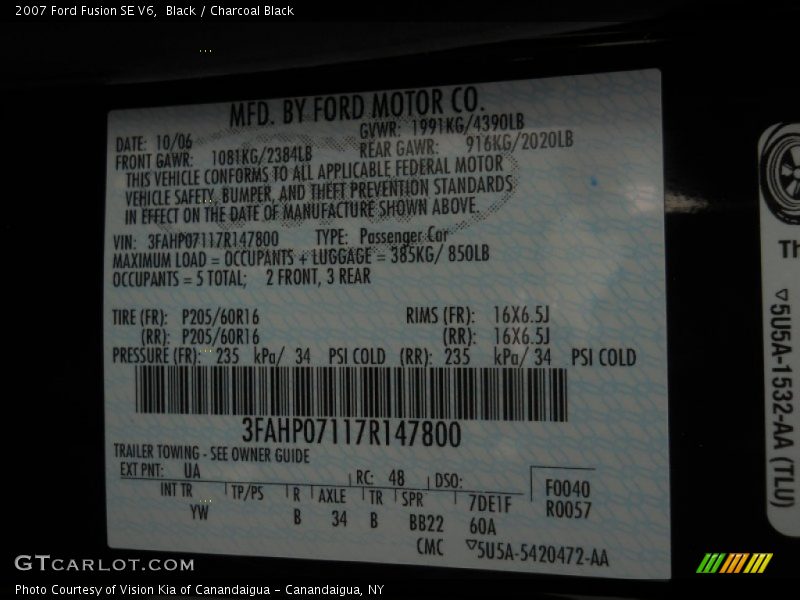 2007 Ford Fusion SE V6,  Black / Charcoal Black
MFD. BY FORD MOTOR CO.
DATE: 10/06 GVWR: 1991KG/4390LB
FRONT GAWR: 1081KG/2384LB REAR GAWR: 916KG/2020LB
THIS VEHICLE CONFORMS TO ALL APPLICABLE FEDERAL MOTOR
VEHICLE SAFETY, BUMPER, AND THEFT PREVENTION STANDARDS
IN EFFECT ON THE DATE OF MANUFACTURE SHOWN ABOVE.
VIN: 3FAHP07117R147800 TYPE: Passenger Car
MAXIMUM LOAD = OCCUPANTS + LUGGAGE = 385KG/ 850LB
OCCUPANTS = 5 TOTAL; 2 FRONT, 3 REAR
TIRE (FR): P205/60R16 RIMS (FR): 16X6.5J
(RR): P205/60R16 (RR): 16X6.5J
PRESSURE (FR): 235 kPa/ 34 PSI COLD (RR): 235 kPa/ 34 PSI COLD
3FAHP07117R147800
TRAILER TOWING - SEE OWNER GUIDE
EXT PNT: UA RC: 48 DSO:
INT TR TP/PS R AXLE TR SPR 7DE1F F0040
YW B 34 B BB22 60A R0057
CMC ▽5U5A-5420472-AA
Th
▽5U5A-1532-AA (TLU)
GTCARLOT.COM
Photo Courtesy of Vision Kia of Canandaigua - Canandaigua, NY